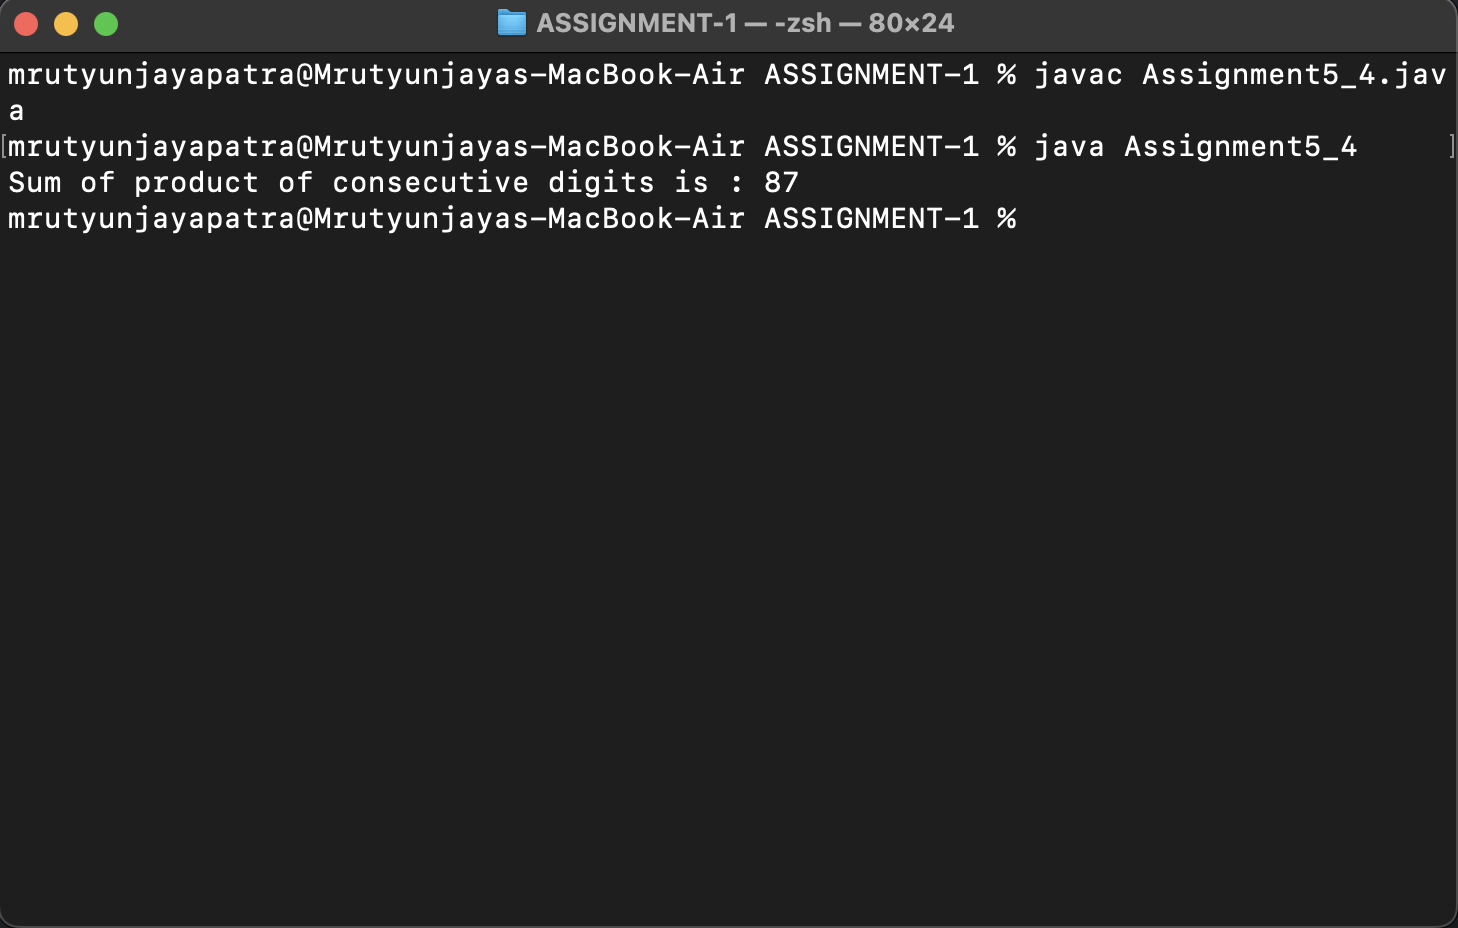 ASSIGNMENT-1 — -zsh — 80×24
mrutyunjayapatra@Mrutyunjayas-MacBook-Air ASSIGNMENT-1 % javac Assignment5_4.jav
a
[mrutyunjayapatra@Mrutyunjayas-MacBook-Air ASSIGNMENT-1 % java Assignment5_4 ]
Sum of product of consecutive digits is : 87
mrutyunjayapatra@Mrutyunjayas-MacBook-Air ASSIGNMENT-1 %